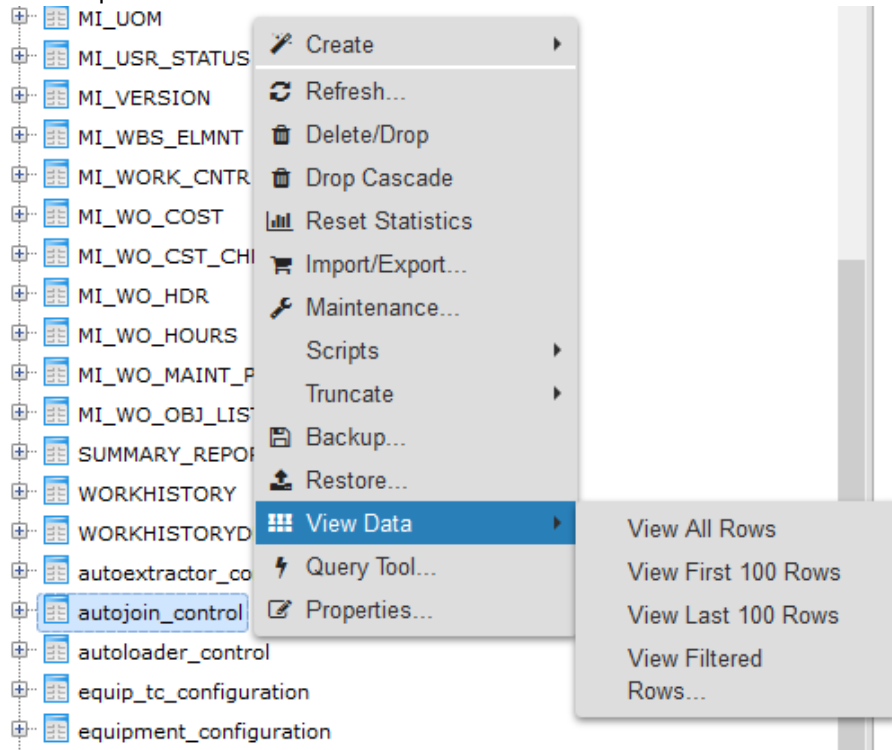 MI_UOM
MI_USR_STATUS
MI_VERSION
MI_WBS_ELMNT
MI_WORK_CNTR
MI_WO_COST
MI_WO_CST_CH
MI_WO_HDR
MI_WO_HOURS
MI_WO_MAINT_P
MI_WO_OBJ_LIST
SUMMARY_REPOR
WORKHISTORY
WORKHISTORYD
autoextractor_co
autojoin_control
autoloader_control
equip_tc_configuration
equipment_configuration
Create
Refresh...
Delete/Drop
Drop Cascade
Reset Statistics
Import/Export...
Maintenance...
Scripts
Truncate
Backup...
Restore...
View Data
Query Tool...
Properties...
View All Rows
View First 100 Rows
View Last 100 Rows
View Filtered
Rows...